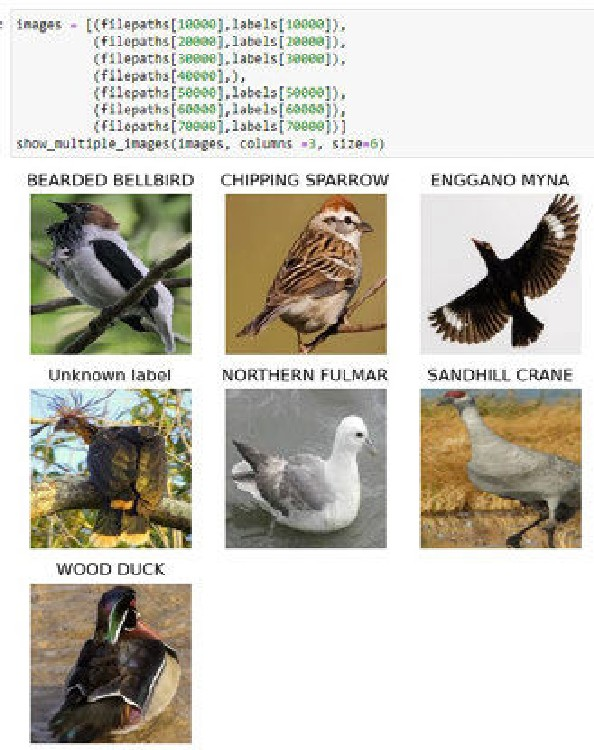 images = [(filepaths[10000],labels[10000]),
(filepaths[20000],labels[20000]),
(filepaths[30000],labels[30000]),
(filepaths[40000],),
(filepaths[50000],labels[50000]),
(filepaths[60000],labels[60000]),
(filepaths[70000],labels[70000])]
show_multiple_images(images, columns =3, size=6)
BEARDED BELLBIRD CHIPPING SPARROW ENGGANO MYNA
Unknown label NORTHERN FULMAR SANDHILL CRANE
WOOD DUCK